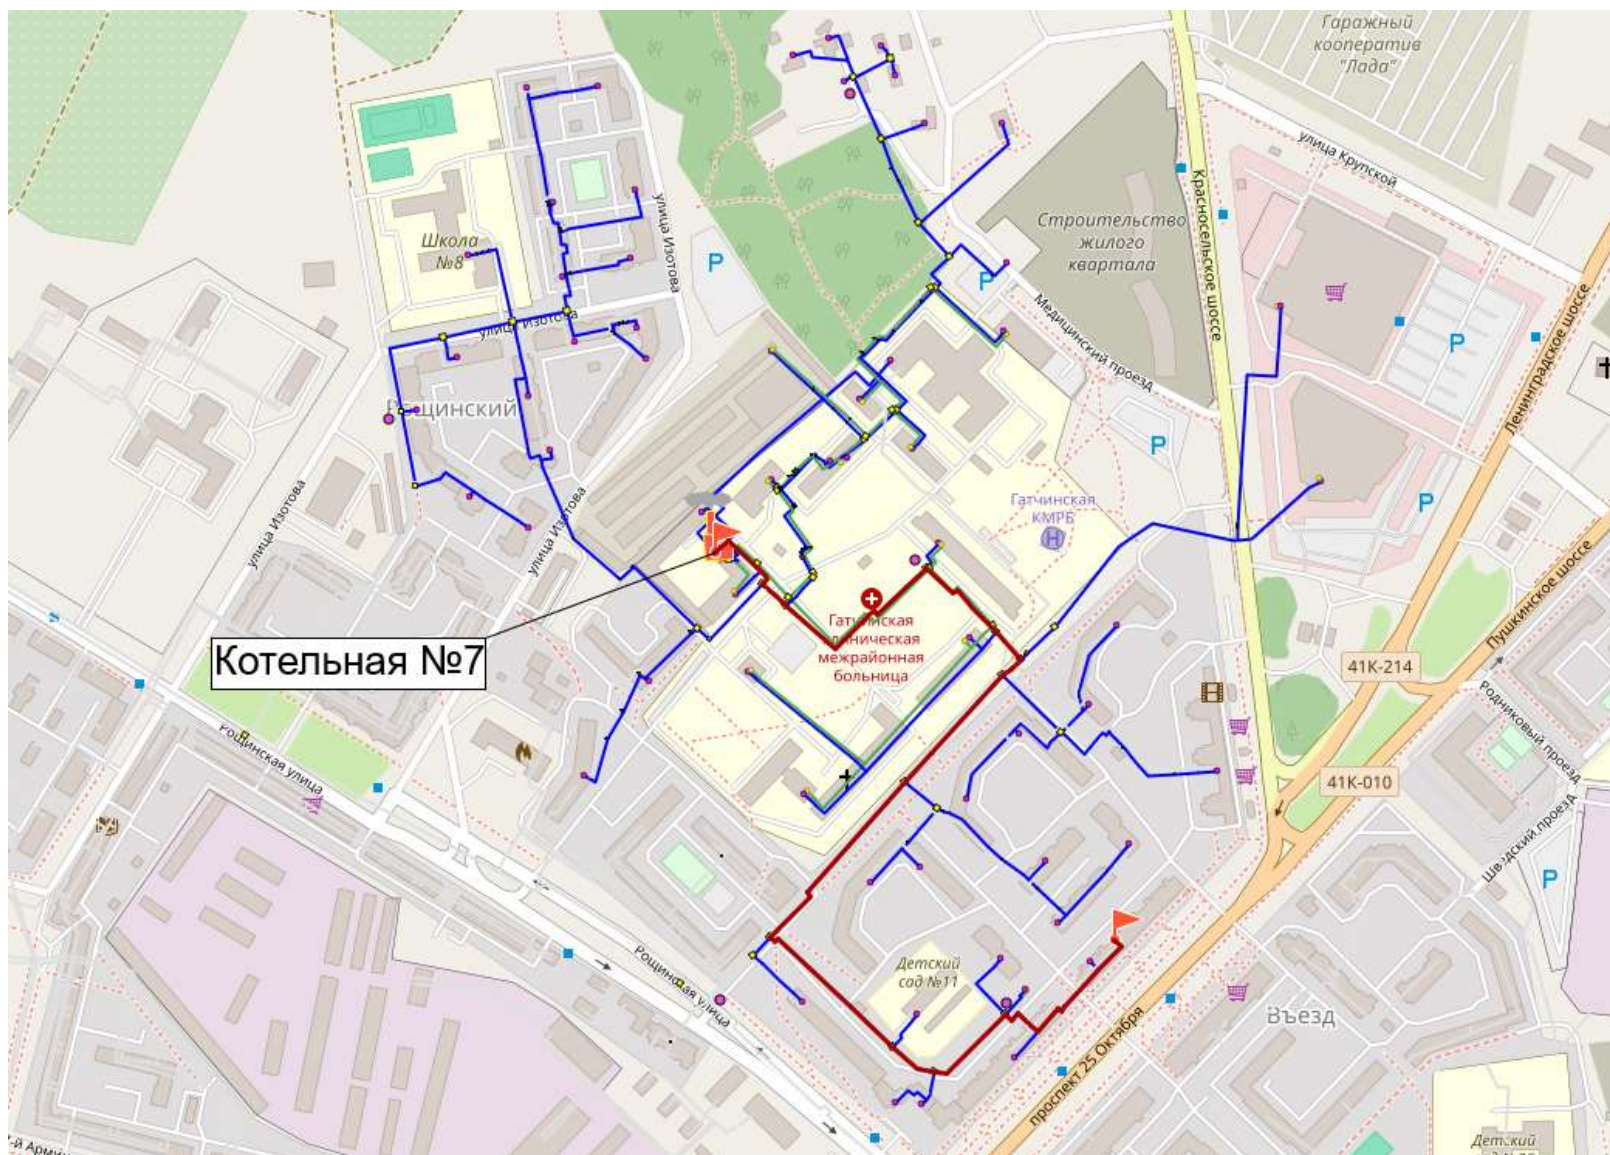 Гаражный
кооператив
"Лада"
улица Крупской
Красносельское шоссе
Строительство
жилого
квартала
Школа
№8
улица Изотова
P
P
улица Изотова
Медицинский проезд
P
Ленинградское шоссе
Рощинский
P
P
Гатчинская
КМРБ
H
улица Изотова
улица Изотова
Пушкинское шоссе
Гатчинская
клиническая
межрайонная
больница
Котельная №7
41К-214
Родниковый проезд
Рощинская улица
41К-010
Шведский проезд
P
Детский
сад №11
Рощинская улица
Въезд
проспект 25 Октября
Детский